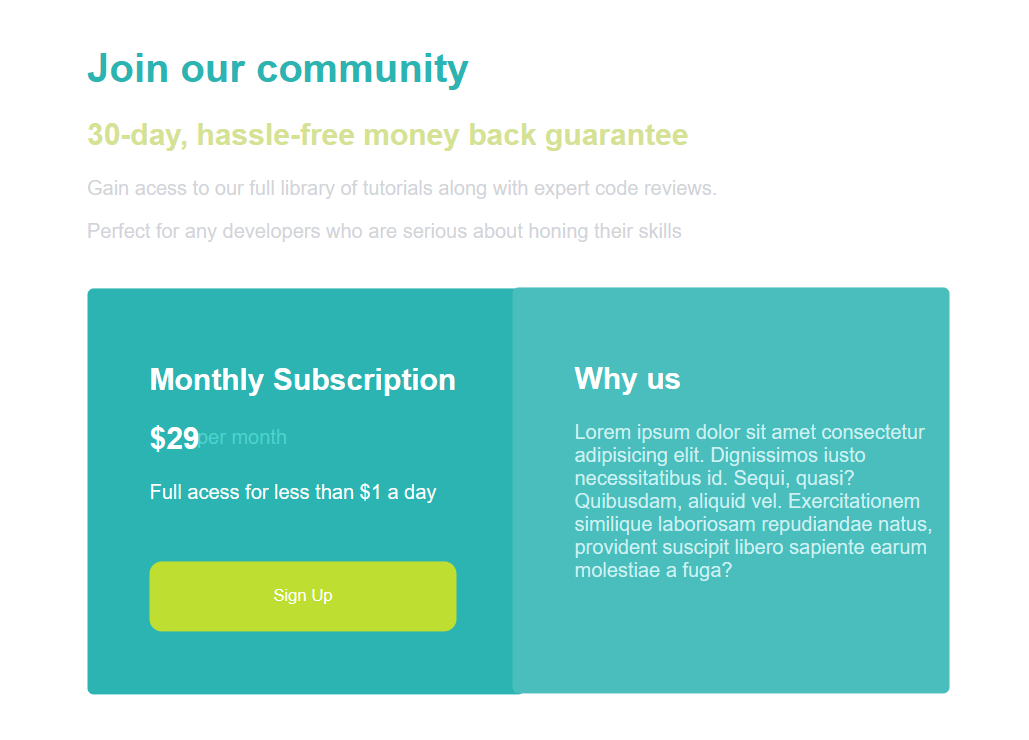 Join our community
30-day, hassle-free money back guarantee
Gain acess to our full library of tutorials along with expert code reviews.
Perfect for any developers who are serious about honing their skills
Monthly Subscription
$29per month
Full acess for less than $1 a day
Sign Up
Why us
Lorem ipsum dolor sit amet consectetur
adipisicing elit. Dignissimos iusto
necessitatibus id. Sequi, quasi?
Quibusdam, aliquid vel. Exercitationem
similique laboriosam repudiandae natus,
provident suscipit libero sapiente earum
molestiae a fuga?